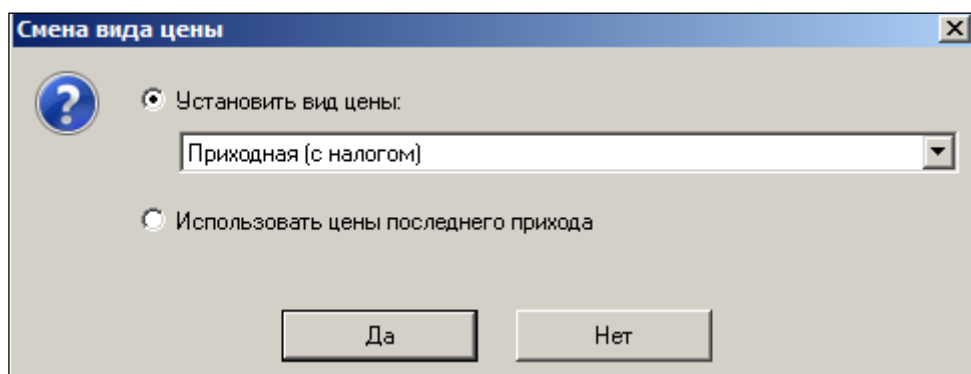 Смена вида цены
Установить вид цены:
Приходная (с налогом)
Использовать цены последнего прихода
Да
Нет